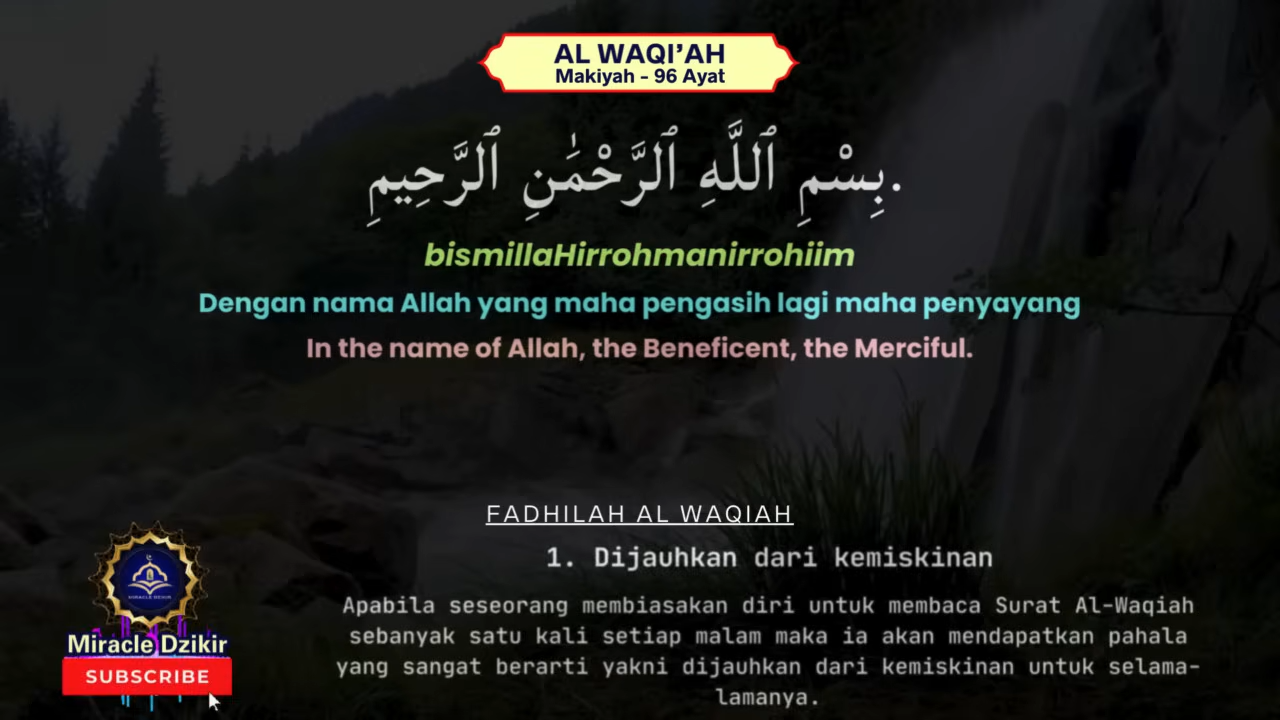 AL WAQI’AH
Makiyah - 96 Ayat
.بِسْمِ ٱللَّهِ ٱلرَّحْمَٰنِ ٱلرَّحِيمِ
bismillaHirrohmanirrohiim
Dengan nama Allah yang maha pengasih lagi maha penyayang
In the name of Allah, the Beneficent, the Merciful.
FADHILAH AL WAQIAH
1. Dijauhkan dari kemiskinan
Apabila seseorang membiasakan diri untuk membaca Surat Al-Waqiah
sebanyak satu kali setiap malam maka ia akan mendapatkan pahala
yang sangat berarti yakni dijauhkan dari kemiskinan untuk selama-
lamanya.
MIRACLE DZIKIR
Miracle Dzikir
SUBSCRIBE